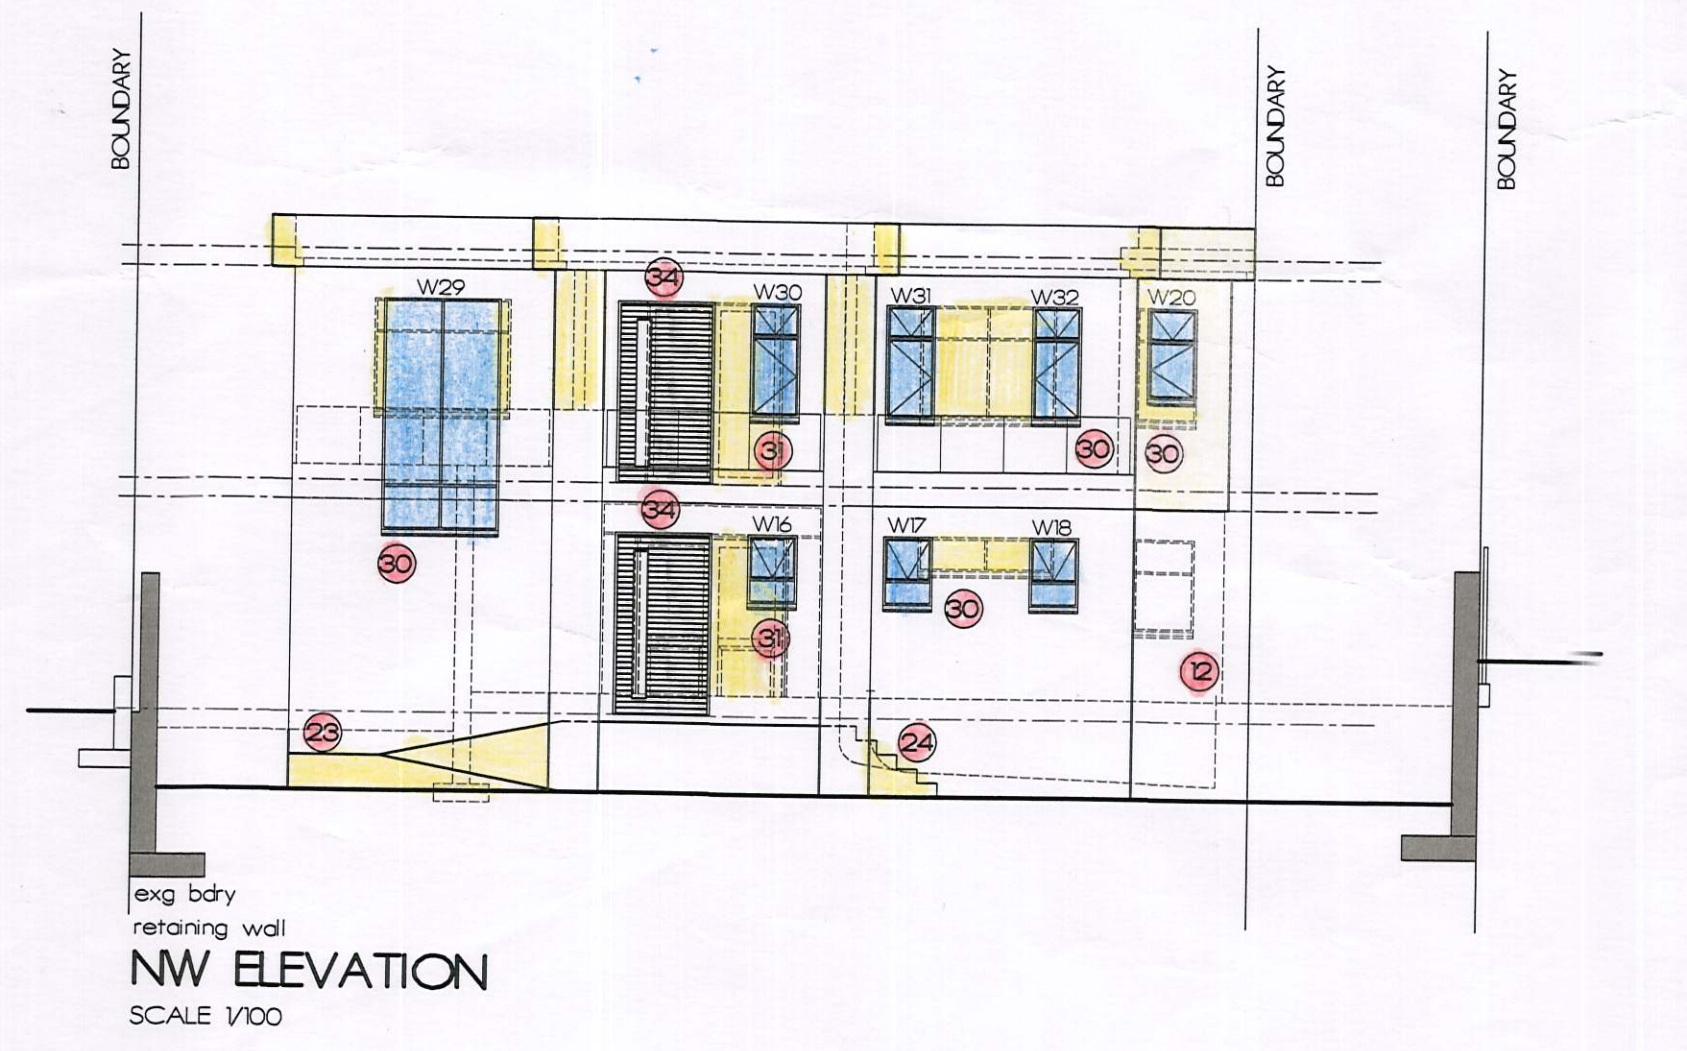 BOUNDARY
BOUNDARY
BOUNDARY
34
W29
W30
W31
W32
W20
31
30
30
34
W16
W17
W18
30
30
31
12
23
24
exg bdry
retaining wall
NW ELEVATION
SCALE 1/100